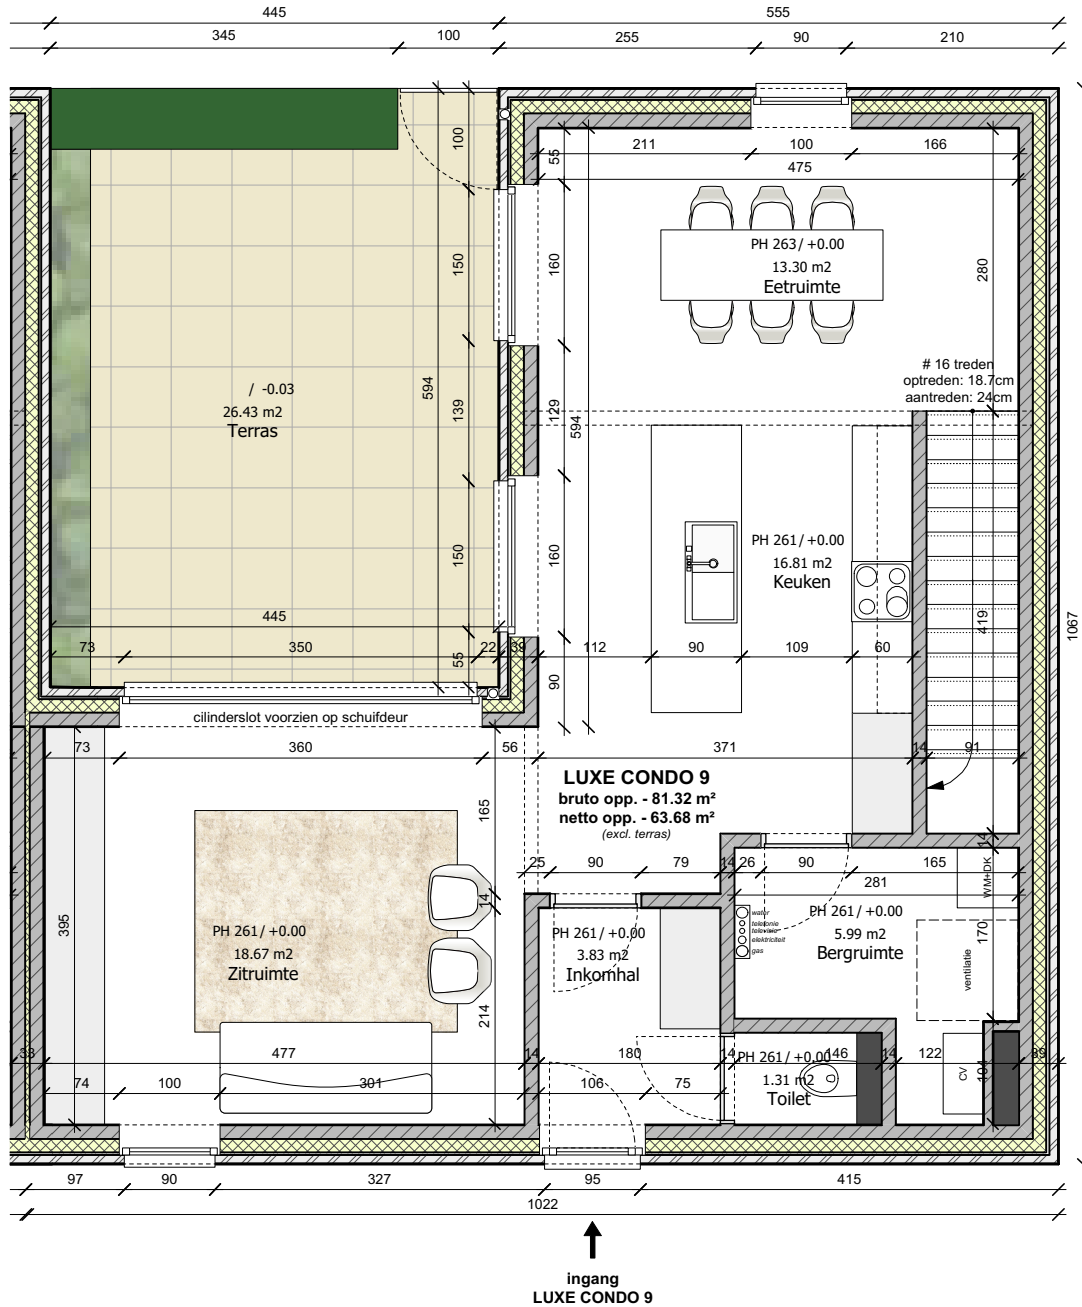 445
555
345
100
255
90
210
100
55
211
100
166
475
PH 263/ +0.00
13.30 m2
Eetruimte
150
160
280
# 16 treden
optreden: 18.7cm
aantreden: 24cm
/ -0.03
26.43 m2
Terras
594
139
129
594
PH 261/ +0.00
16.81 m2
Keuken
150
160
419
1067
445
73
350
22
39
112
90
109
60
55
90
cilinderslot voorzien op schuifdeur
73
360
56
371
14
91
LUXE CONDO 9
bruto opp. - 81.32 m²
netto opp. - 63.68 m²
(excl. terras)
165
14
25
90
79
14
26
90
165
281
WM+DK
14
395
PH 261/ +0.00
18.67 m2
Zitruimte
PH 261/ +0.00
3.83 m2
Inkomhal
water
telefonie
televisie
elektriciteit
gas
PH 261/ +0.00
5.99 m2
Bergruimte
170
ventilatie
214
33
477
14
180
14
PH 261/ +0.00
1.31 m2
Toilet
146
14
122
39
CV
104
74
100
301
106
75
97
90
327
95
415
1022
ingang
LUXE CONDO 9